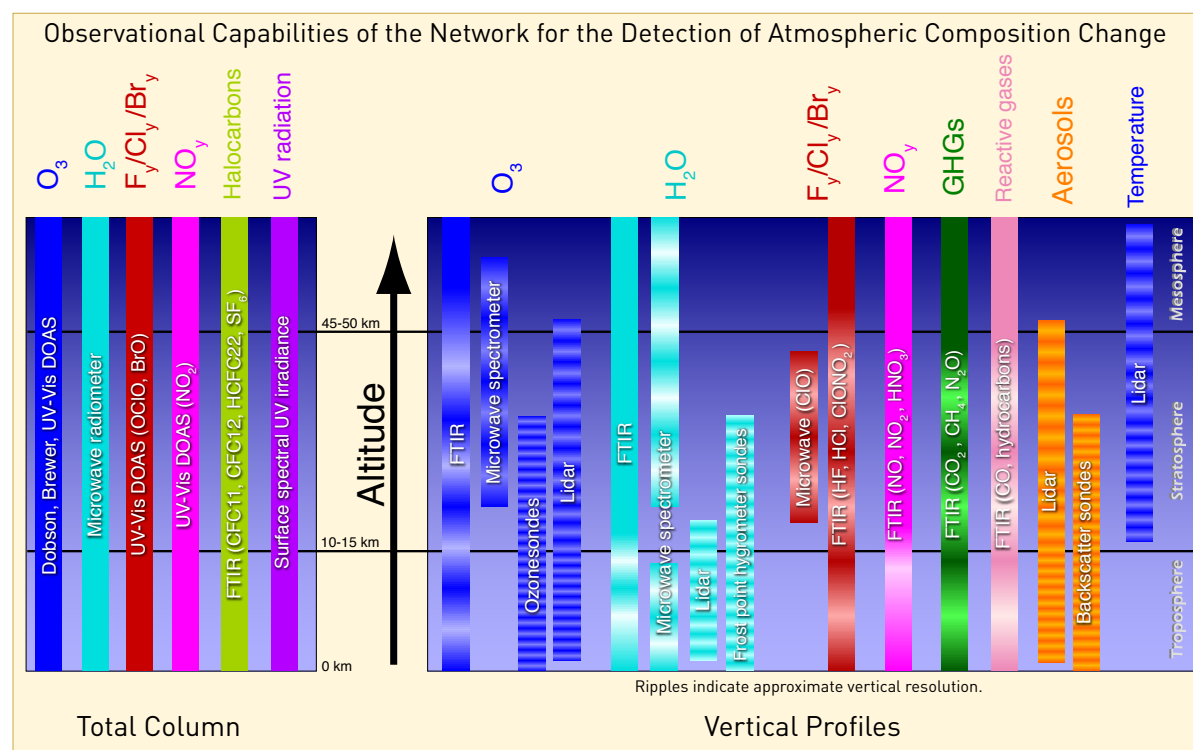 Observational Capabilities of the Network for the Detection of Atmospheric Composition Change
O₃
H₂O
Fy/Cly/Bry
NOy
Halocarbons
UV radiation
O₃
H₂O
Fy/Cly/Bry
NOy
GHGs
Reactive gases
Aerosols
Temperature
Dobson, Brewer, UV-Vis DOAS
Microwave radiometer
UV-Vis DOAS (OClO, BrO)
UV-Vis DOAS (NO₂)
FTIR (CFC11, CFC12, HCFC22, SF₆)
Surface spectral UV irradiance
45-50 km
10-15 km
0 km
Altitude
FTIR
Microwave spectrometer
Ozonesondes
Lidar
FTIR
Microwave spectrometer
Lidar
Frost point hygrometer sondes
Microwave (ClO)
FTIR (HF, HCl, ClONO₂)
FTIR (NO, NO₂, HNO₃)
FTIR (CO₂, CH₄, N₂O)
FTIR (CO, hydrocarbons)
Lidar
Backscatter sondes
Lidar
Mesosphere
Stratosphere
Troposphere
Ripples indicate approximate vertical resolution.
Total Column
Vertical Profiles